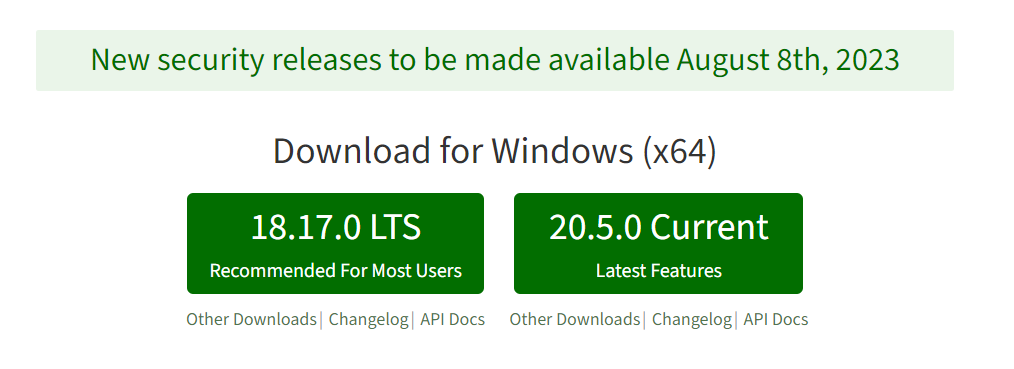 New security releases to be made available August 8th, 2023
Download for Windows (x64)
18.17.0 LTS
Recommended For Most Users
20.5.0 Current
Latest Features
Other Downloads | Changelog | API Docs
Other Downloads | Changelog | API Docs